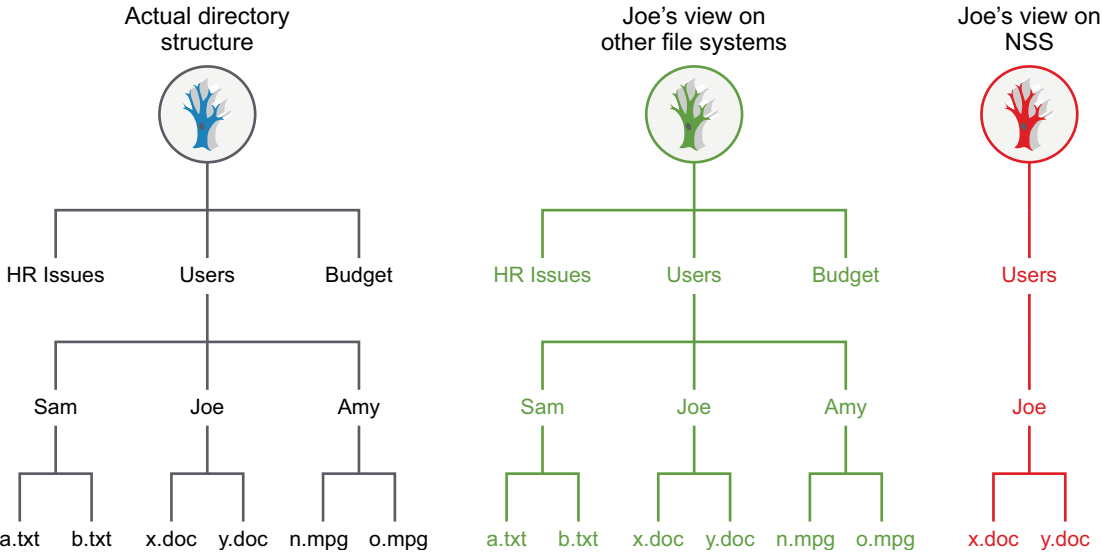 Actual directory
structure
Joe's view on
other file systems
Joe's view on
NSS
HR Issues
Users
Budget
HR Issues
Users
Budget
Users
Sam
Joe
Amy
Sam
Joe
Amy
Joe
a.txt
b.txt
x.doc
y.doc
n.mpg
o.mpg
a.txt
b.txt
x.doc
y.doc
n.mpg
o.mpg
x.doc
y.doc